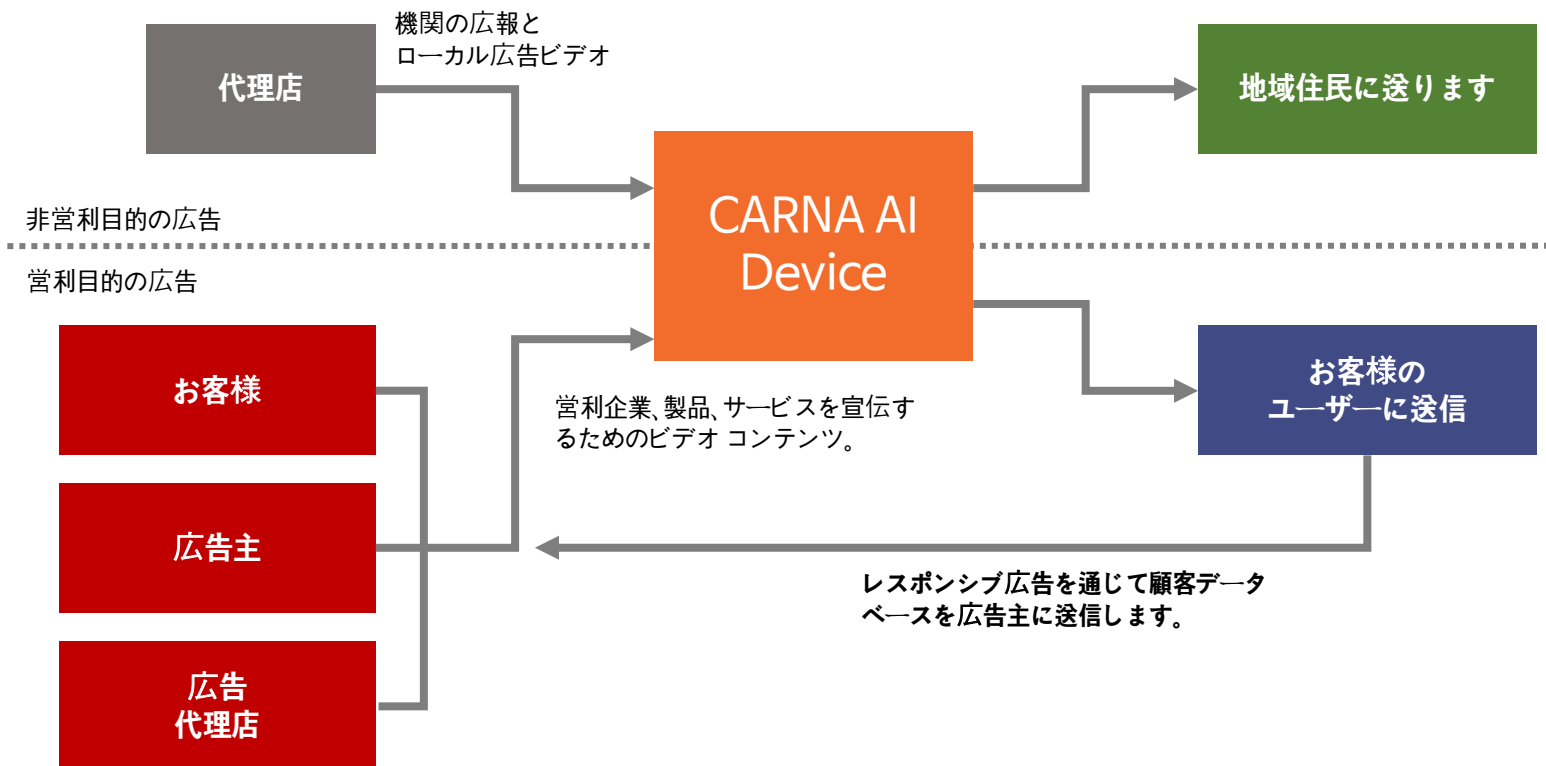 機関の広報と
ローカル広告ビデオ
代理店
地域住民に送ります
CARNA AI
Device
非営利目的の広告
営利目的の広告
お客様
営利企業、製品、サービスを宣伝す
るためのビデオ コンテンツ。
お客様の
ユーザーに送信
広告主
レスポンシブ広告を通じて顧客データ
ベースを広告主に送信します。
広告
代理店